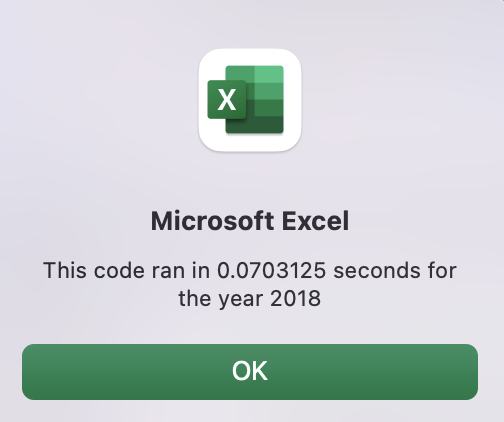 X
Microsoft Excel
This code ran in 0.0703125 seconds for
the year 2018
OK